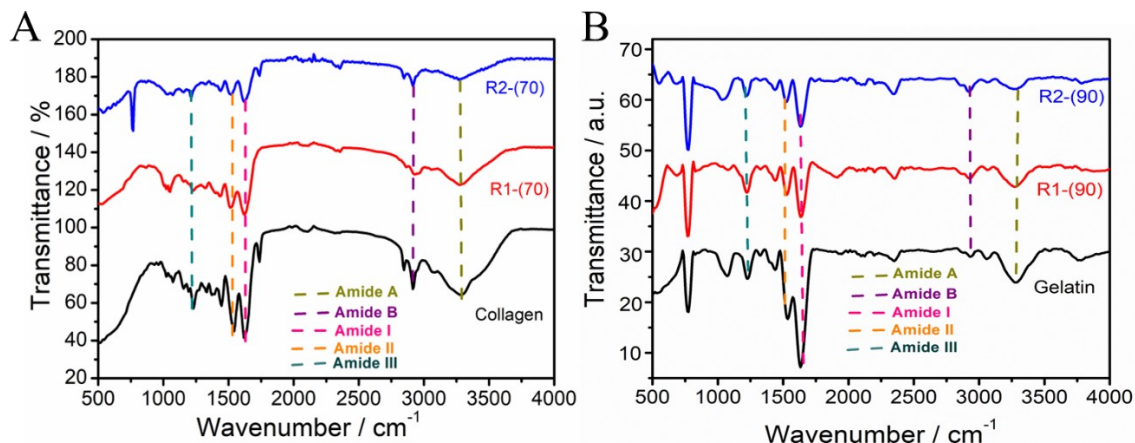 A
200
180
160
140
120
100
80
60
40
20
Transmittance / %
R2-(70)
R1-(70)
Collagen
Amide A
Amide B
Amide I
Amide II
Amide III
500 1000 1500 2000 2500 3000 3500 4000
Wavenumber / cm⁻¹
B
70
60
50
40
30
20
10
Transmittance / a.u.
R2-(90)
R1-(90)
Gelatin
Amide A
Amide B
Amide I
Amide II
Amide III
500 1000 1500 2000 2500 3000 3500 4000
Wavenumber / cm⁻¹